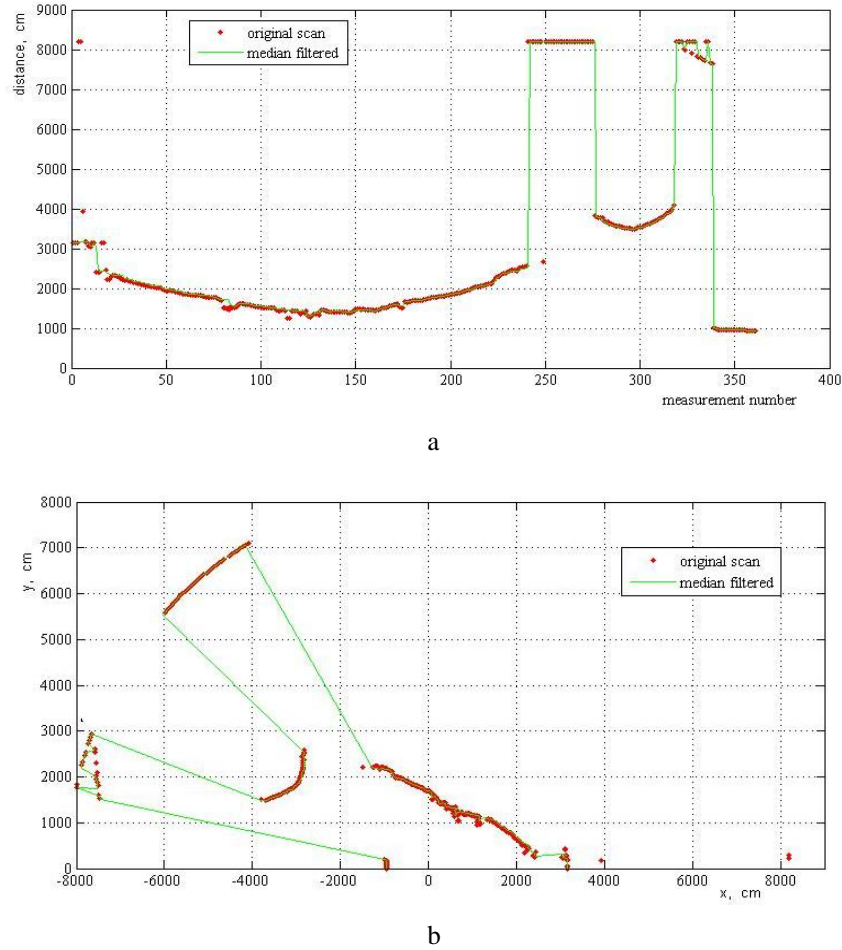 distance, cm
9000
8000
7000
6000
5000
4000
3000
2000
1000
0
original scan
median filtered
0 50 100 150 200 250 300 350 400
measurement number
a
y, cm
8000
7000
6000
5000
4000
3000
2000
1000
0
original scan
median filtered
-8000 -6000 -4000 -2000 0 2000 4000 6000 8000
x, cm
b